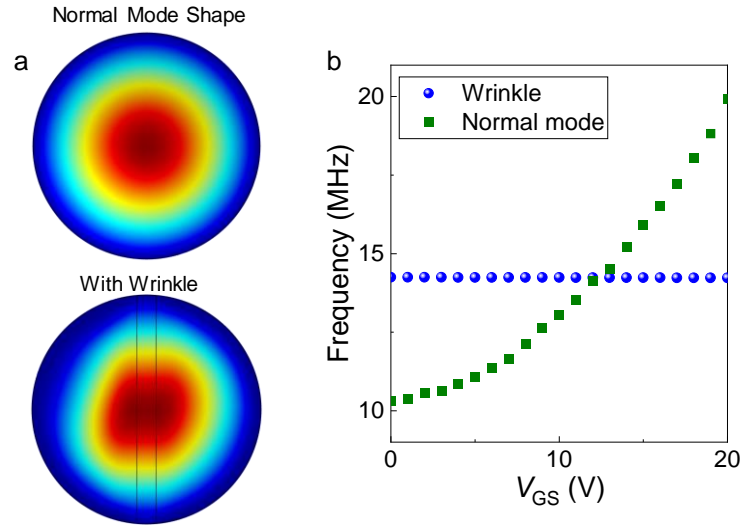 Normal Mode Shape
a
With Wrinkle
b
Wrinkle
Normal mode
Frequency (MHz)
20
15
10
0
10
20
VGS (V)